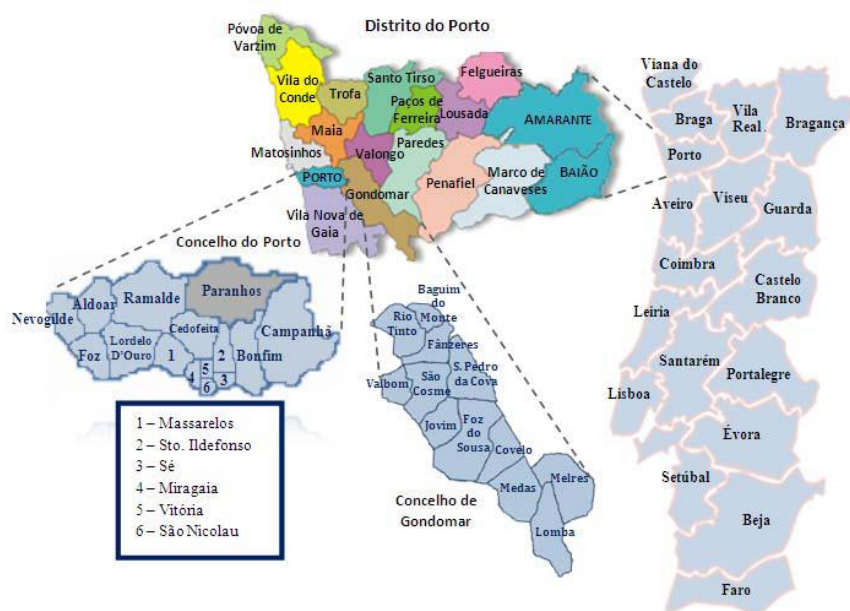 Distrito do Porto
Póvoa de
Varzim
Vila do
Conde
Trofa
Santo Tirso
Felgueiras
Paços de
Ferreira
Lousada
AMARANTE
Maia
Matosinhos
Valongo
Paredes
PORTO
Gondomar
Penafiel
Marco de
Canaveses
BAIÃO
Vila Nova de
Gaia
Concelho do Porto
Nevogilde
Aldoar
Ramalde
Paranhos
Foz
Lordelo
D'Ouro
Cedofeita
Campanhã
Bonfim
1
2
3
4
5
6
1 – Massarelos
2 – Sto. Ildefonso
3 – Sé
4 – Miragaia
5 – Vitória
6 – São Nicolau
Baguim do
Monte
Rio
Tinto
Fânzeres
Valbom
São
Cosme
S. Pedro
da Cova
Jovim
Foz
do
Sousa
Covelo
Medas
Melres
Lomba
Concelho de
Gondomar
Viana do
Castelo
Braga
Vila
Real
Bragança
Porto
Aveiro
Viseu
Guarda
Coimbra
Castelo
Branco
Leiria
Santarém
Portalegre
Lisboa
Évora
Setúbal
Beja
Faro